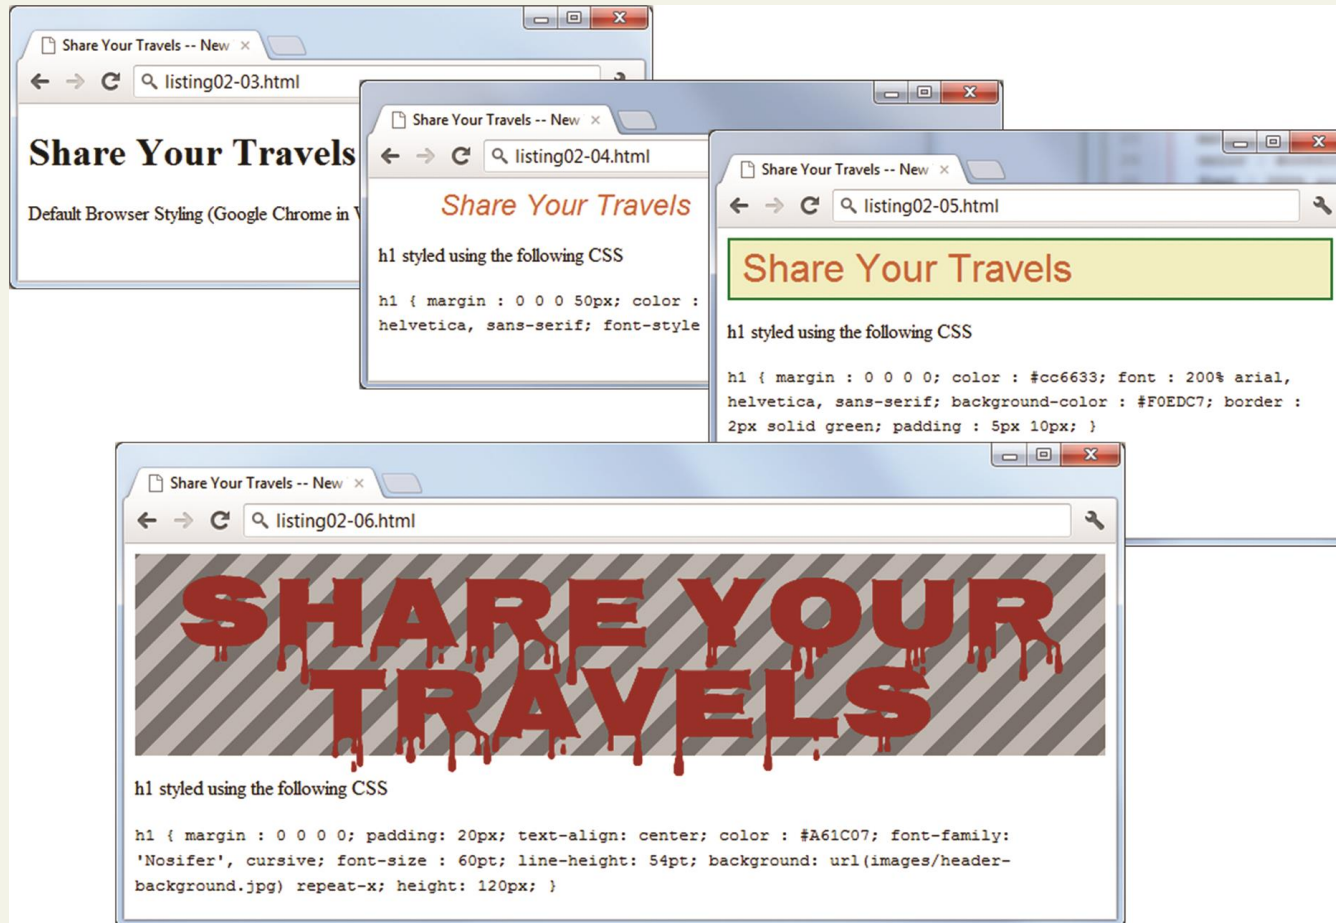 Share Your Travels -- New
listing02-03.html
Share Your Travels
Default Browser Styling (Google Chrome in
Share Your Travels -- New
listing02-04.html
Share Your Travels
h1 styled using the following CSS
h1 { margin : 0 0 0 50px; color :
helvetica, sans-serif; font-style
Share Your Travels -- New
listing02-05.html
Share Your Travels
h1 styled using the following CSS
h1 { margin : 0 0 0 0; color : #cc6633; font : 200% arial,
helvetica, sans-serif; background-color : #F0EDC7; border :
2px solid green; padding : 5px 10px; }
Share Your Travels -- New
listing02-06.html
SHARE YOUR
TRAVELS
h1 styled using the following CSS
h1 { margin : 0 0 0 0; padding: 20px; text-align: center; color : #A61C07; font-family:
'Nosifer', cursive; font-size : 60pt; line-height: 54pt; background: url(images/header-
background.jpg) repeat-x; height: 120px; }